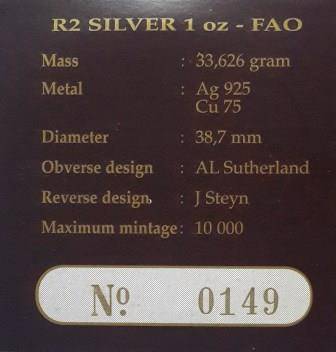 R2 SILVER 1 oz - FAO
Mass : 33,626 gram
Metal : Ag 925
Cu 75
Diameter : 38,7 mm
Obverse design : AL Sutherland
Reverse design : J Steyn
Maximum mintage : 10 000
No. 0149